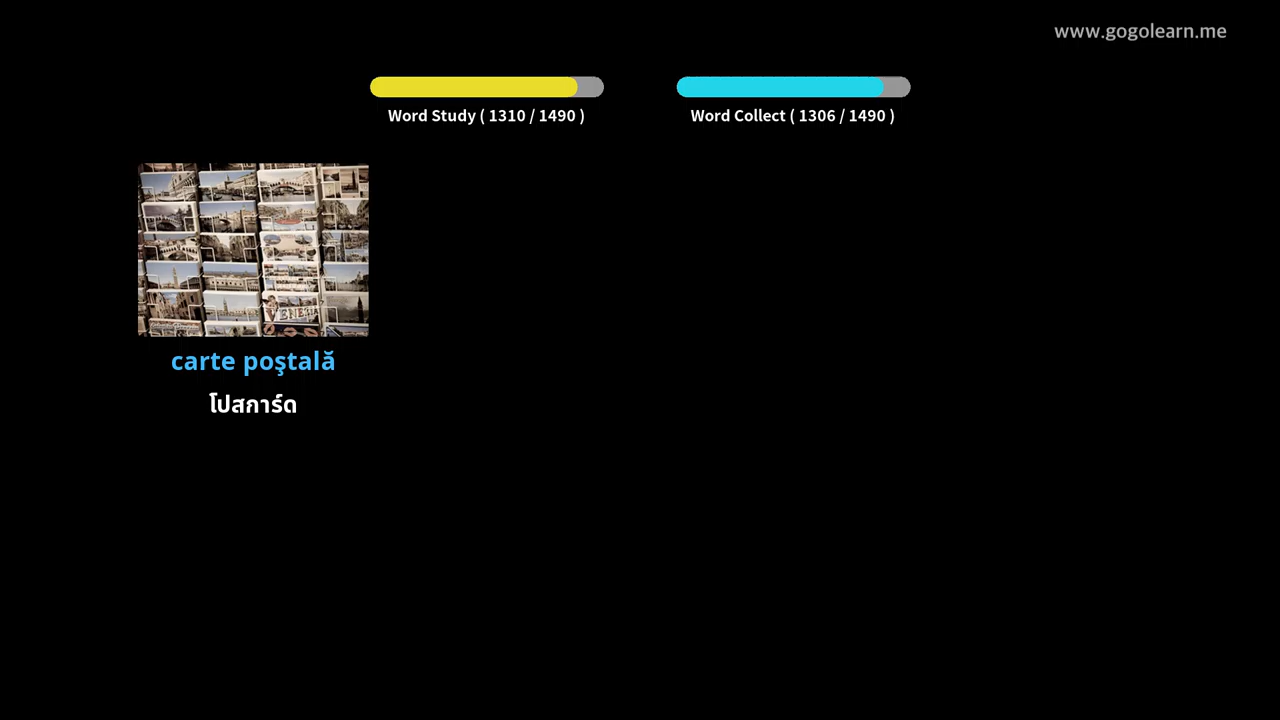 www.gogolearn.me
Word Study ( 1310 / 1490 )
Word Collect ( 1306 / 1490 )
carte poştală
โปสการ์ด